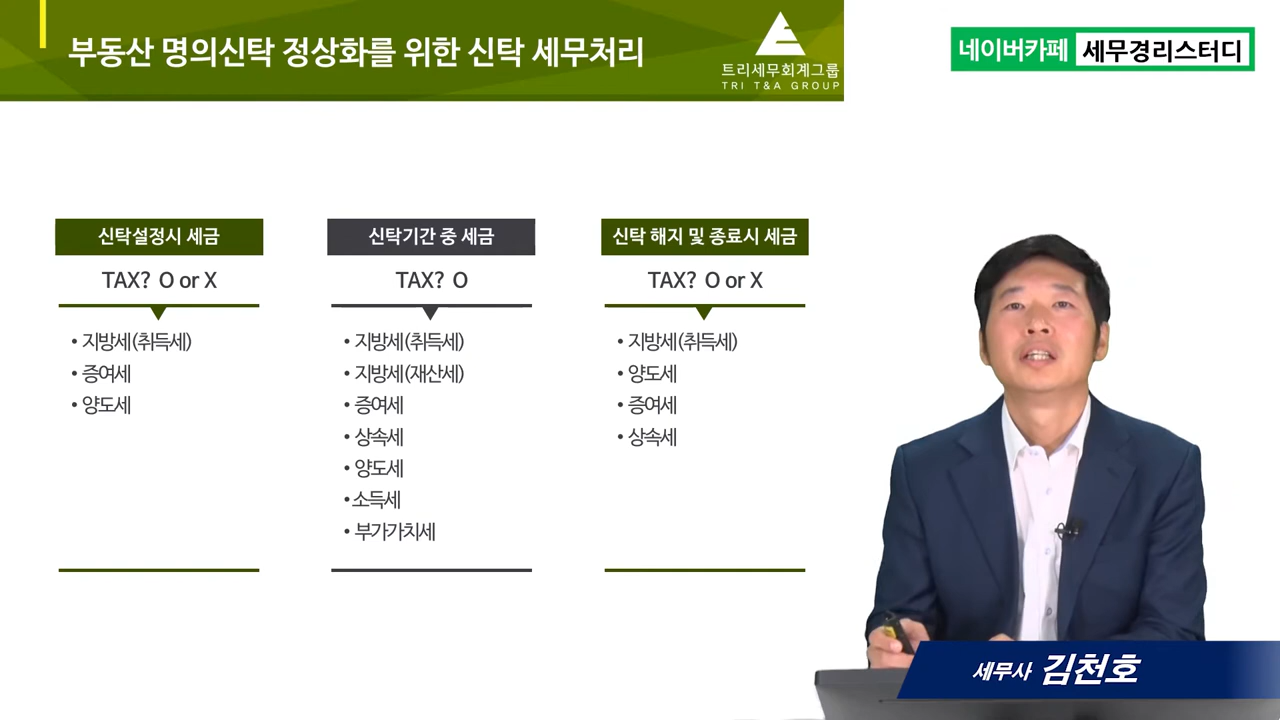 부동산 명의신탁 정상화를 위한 신탁 세무처리
트리세무회계그룹
TRI T&A GROUP
네이버카페 세무경리스터디
신탁설정시 세금
TAX? O or X
• 지방세(취득세)
• 증여세
• 양도세
신탁기간 중 세금
TAX? O
• 지방세(취득세)
• 지방세(재산세)
• 증여세
• 상속세
• 양도세
• 소득세
• 부가가치세
신탁 해지 및 종료시 세금
TAX? O or X
• 지방세(취득세)
• 양도세
• 증여세
• 상속세
세무사 김천호